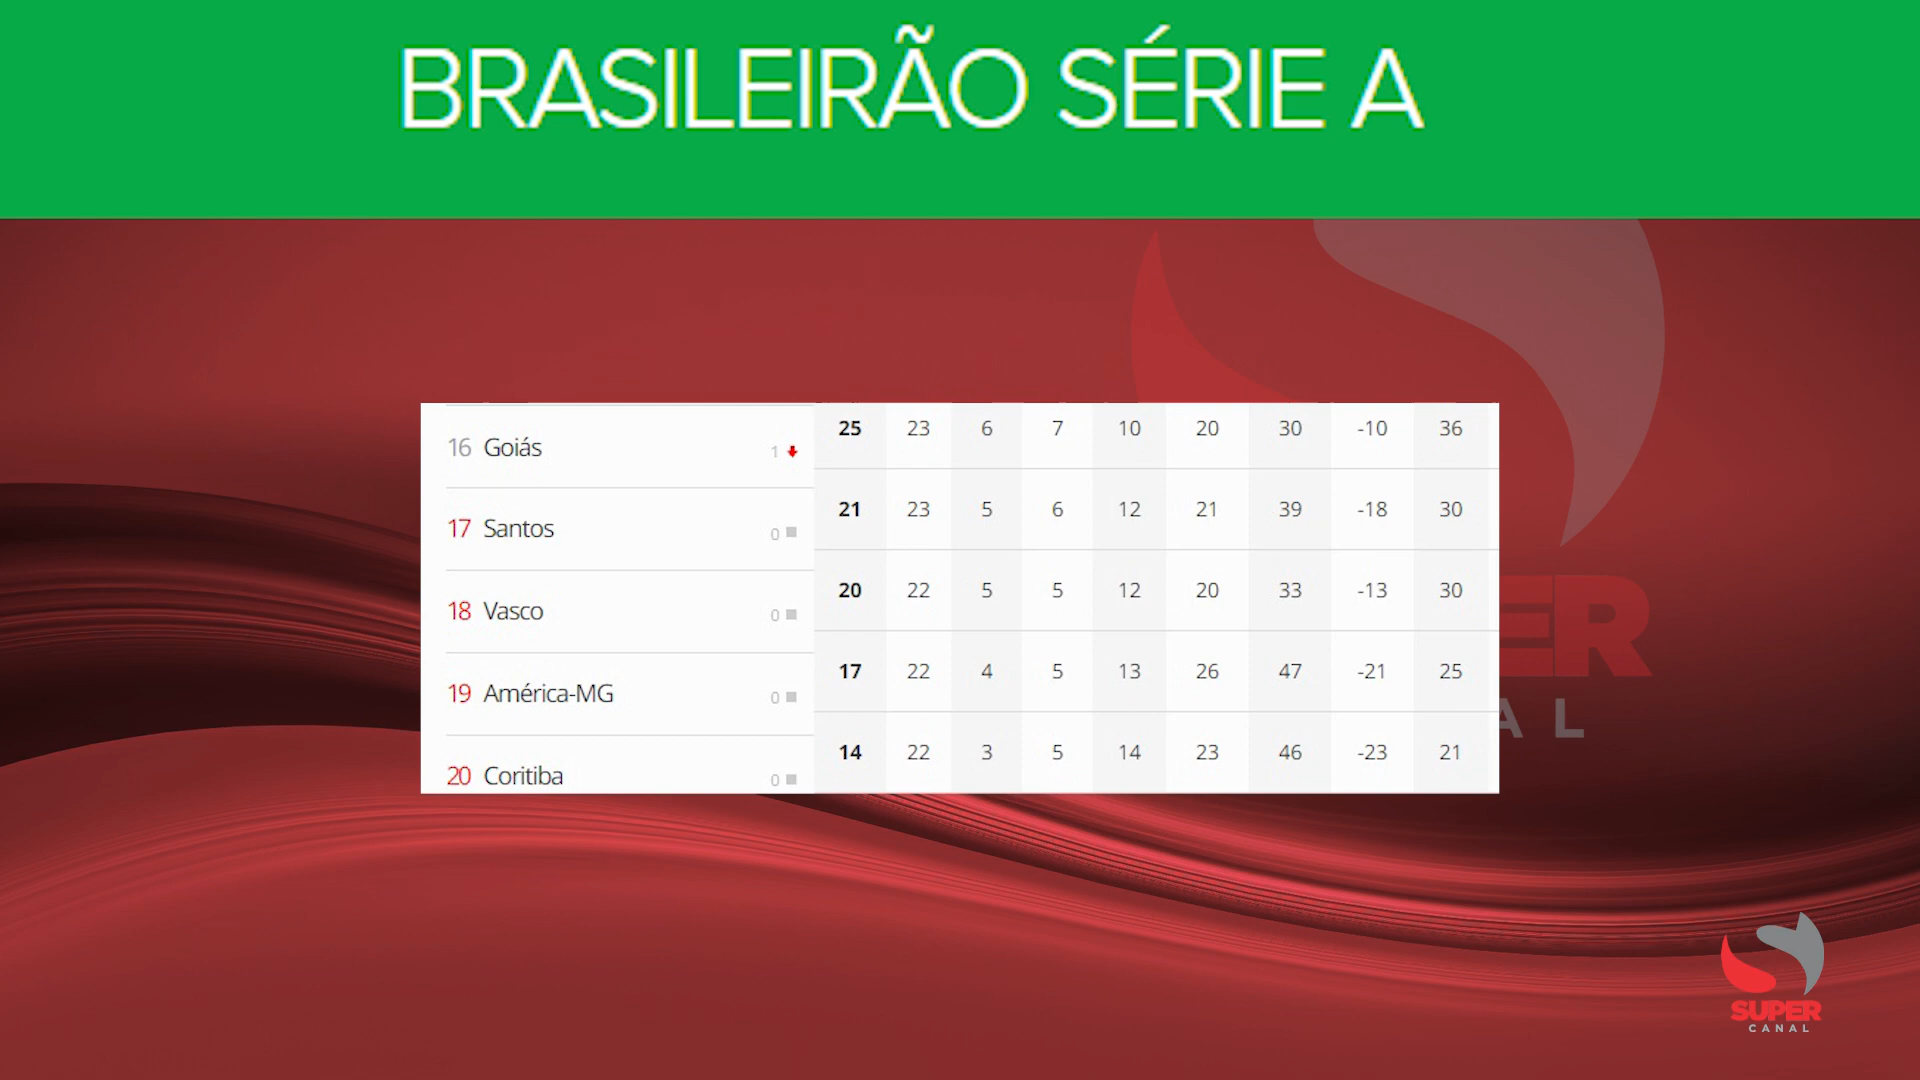 BRASILEIRÃO SÉRIE A
16 Goiás 1 25 23 6 7 10 20 30 -10 36
17 Santos 0 21 23 5 6 12 21 39 -18 30
18 Vasco 0 20 22 5 5 12 20 33 -13 30
19 América-MG 0 17 22 4 5 13 26 47 -21 25
20 Coritiba 0 14 22 3 5 14 23 46 -23 21
ER
AL
SUPER
CANAL